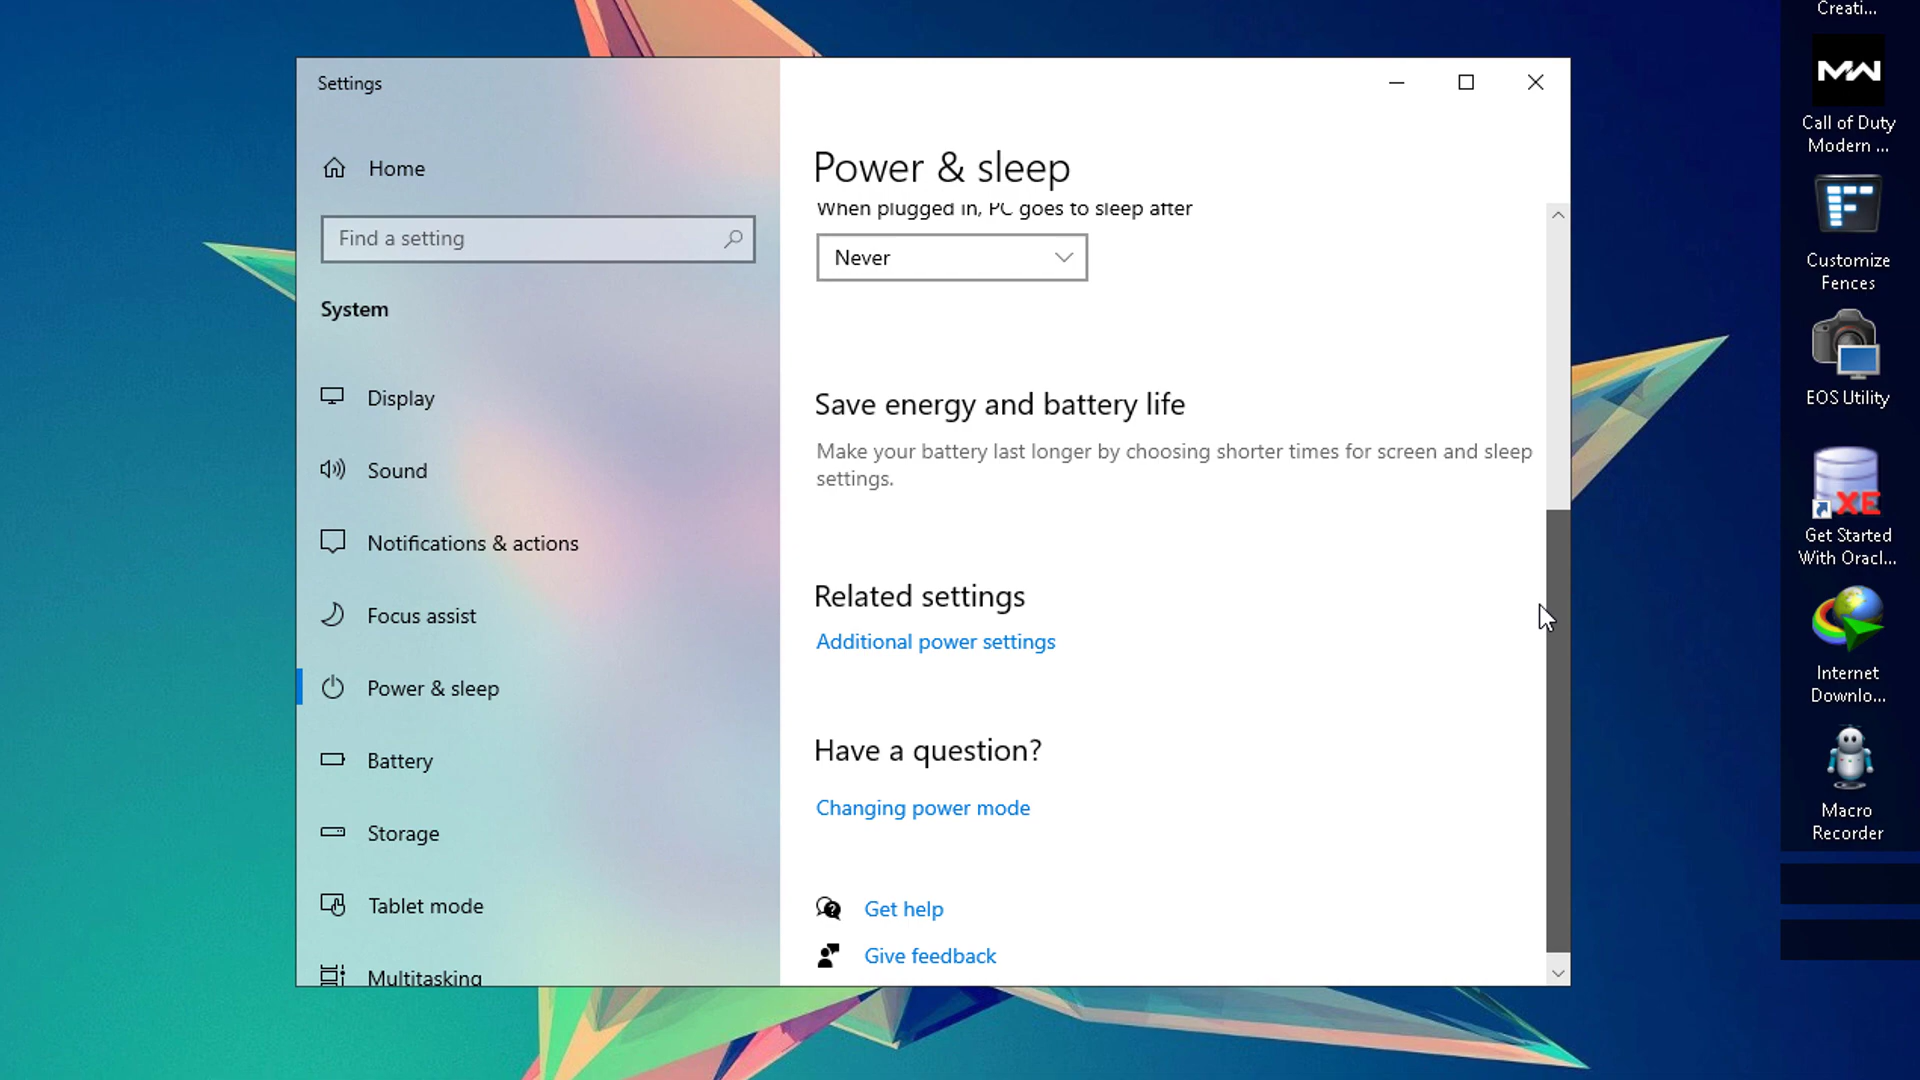 Settings
Home
Find a setting
System
Display
Sound
Notifications & actions
Focus assist
Power & sleep
Battery
Storage
Tablet mode
Multitasking
Power & sleep
When plugged in, PC goes to sleep after
Never
Save energy and battery life
Make your battery last longer by choosing shorter times for screen and sleep
settings.
Related settings
Additional power settings
Have a question?
Changing power mode
Get help
Give feedback
Creati...
MW
Call of Duty
Modern ...
Customize
Fences
EOS Utility
XE
Get Started
With Oracl...
Internet
Downlo...
Macro
Recorder